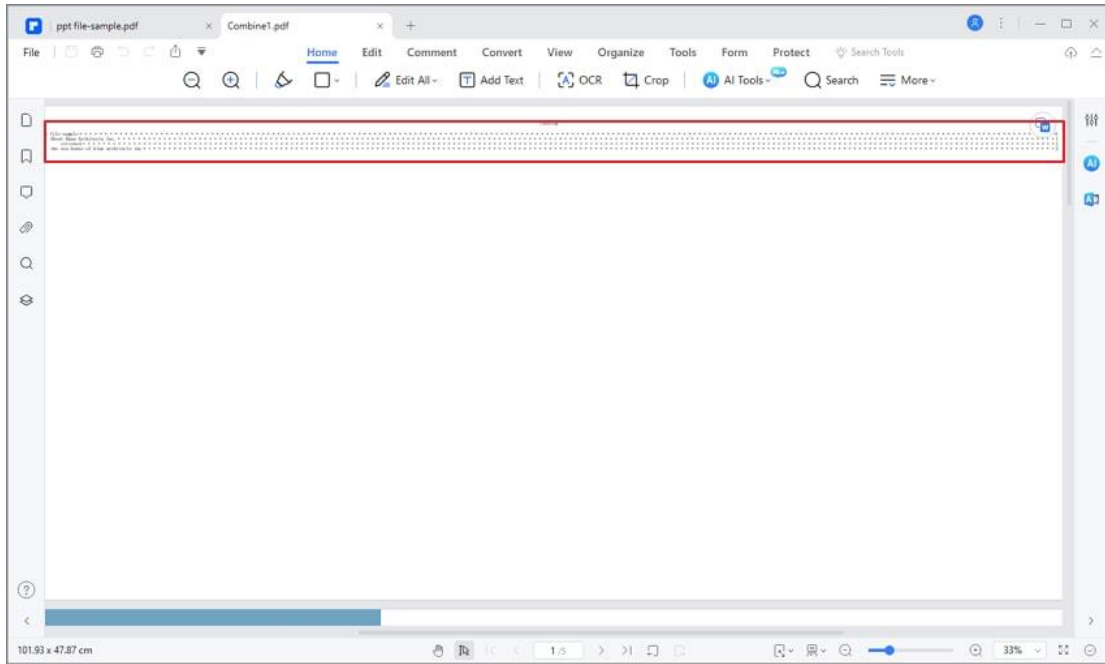 ppt file-sample.pdf
Combine1.pdf
File
Home Edit Comment Convert View Organize Tools Form Protect Search Tools
Edit All Add Text OCR Crop AI Tools Search More
W
AI
101.93 x 47.87 cm
1 /5
33%